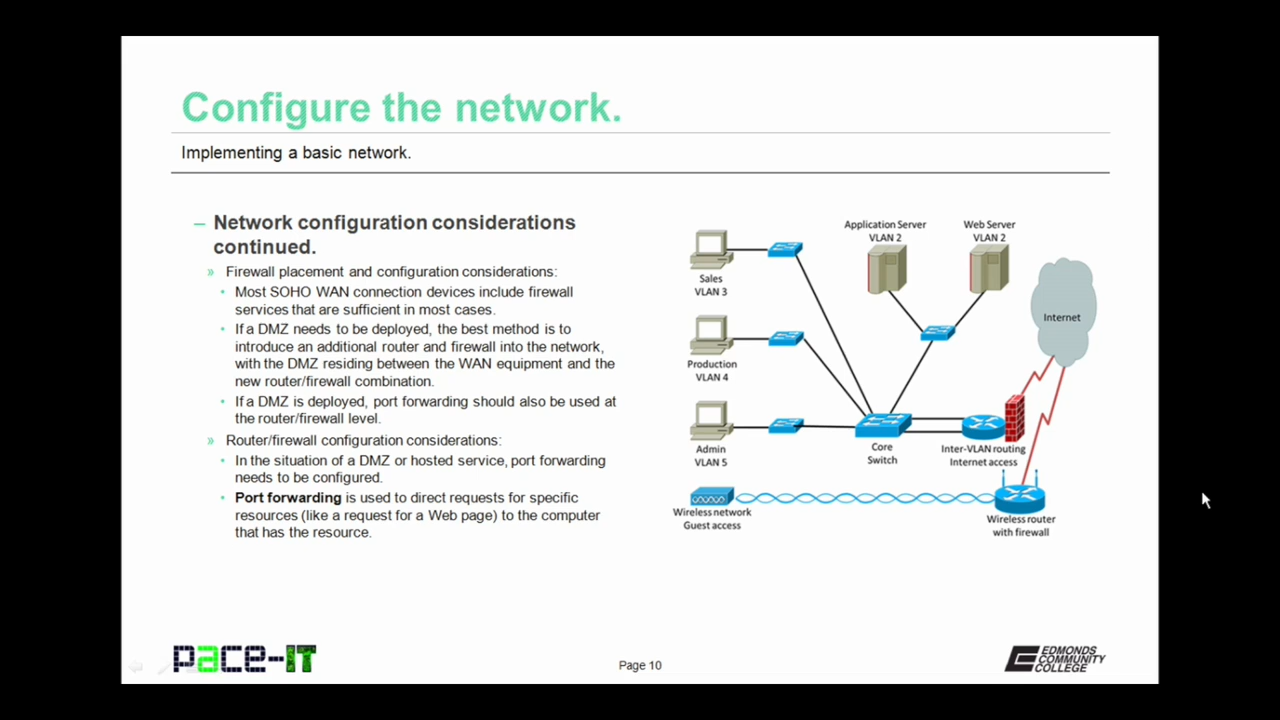 Configure the network.
Implementing a basic network.
– Network configuration considerations
continued.
» Firewall placement and configuration considerations:
• Most SOHO WAN connection devices include firewall
services that are sufficient in most cases.
• If a DMZ needs to be deployed, the best method is to
introduce an additional router and firewall into the network,
with the DMZ residing between the WAN equipment and the
new router/firewall combination.
• If a DMZ is deployed, port forwarding should also be used at
the router/firewall level.
» Router/firewall configuration considerations:
• In the situation of a DMZ or hosted service, port forwarding
needs to be configured.
• Port forwarding is used to direct requests for specific
resources (like a request for a Web page) to the computer
that has the resource.
Application Server
VLAN 2
Web Server
VLAN 2
Sales
VLAN 3
Internet
Production
VLAN 4
Admin
VLAN 5
Core
Switch
Inter-VLAN routing
Internet access
Wireless network
Guest access
Wireless router
with firewall
pace-IT
Page 10
EDMONDS
COMMUNITY
COLLEGE